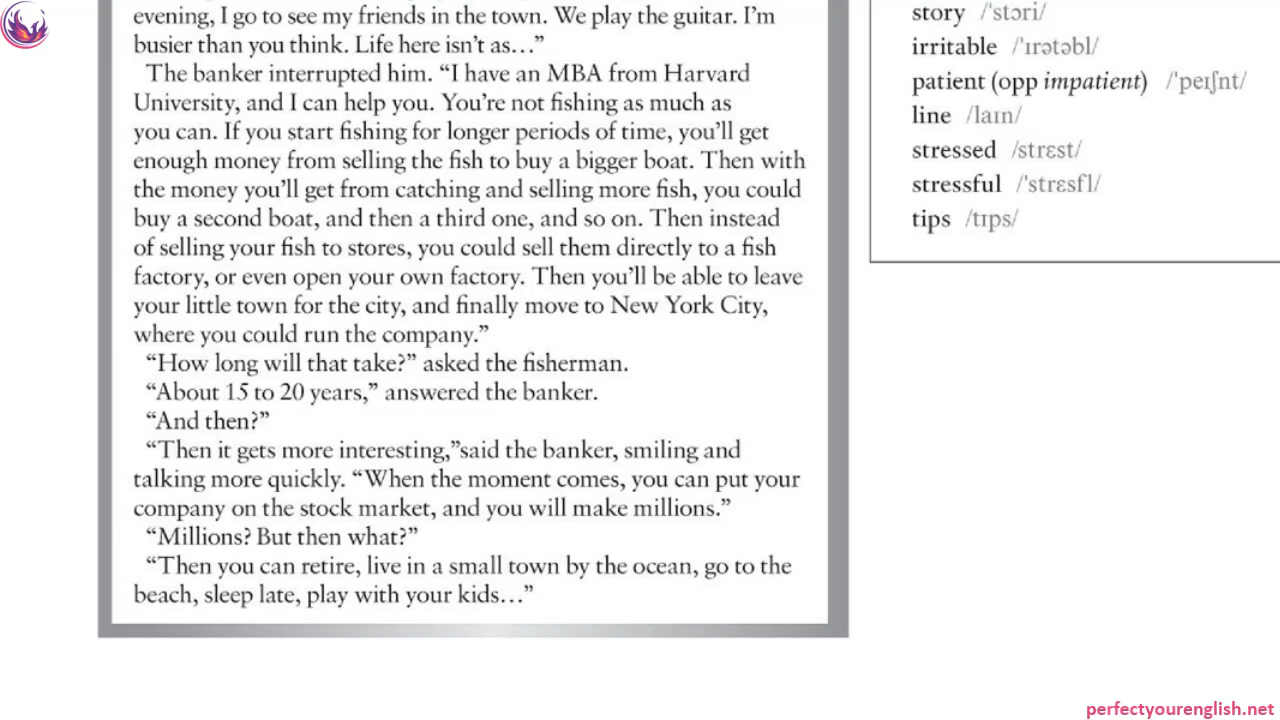 evening, I go to see my friends in the town. We play the guitar. I'm
busier than you think. Life here isn't as…"
The banker interrupted him. "I have an MBA from Harvard
University, and I can help you. You're not fishing as much as
you can. If you start fishing for longer periods of time, you'll get
enough money from selling the fish to buy a bigger boat. Then with
the money you'll get from catching and selling more fish, you could
buy a second boat, and then a third one, and so on. Then instead
of selling your fish to stores, you could sell them directly to a fish
factory, or even open your own factory. Then you'll be able to leave
your little town for the city, and finally move to New York City,
where you could run the company."
"How long will that take?" asked the fisherman.
"About 15 to 20 years," answered the banker.
"And then?"
"Then it gets more interesting,"said the banker, smiling and
talking more quickly. "When the moment comes, you can put your
company on the stock market, and you will make millions."
"Millions? But then what?"
"Then you can retire, live in a small town by the ocean, go to the
beach, sleep late, play with your kids…"
story /ˈstɔri/
irritable /ˈɪrətəbl/
patient (opp impatient) /ˈpeɪʃnt/
line /laɪn/
stressed /strɛst/
stressful /ˈstrɛsfl/
tips /tɪps/
perfectyourenglish.net